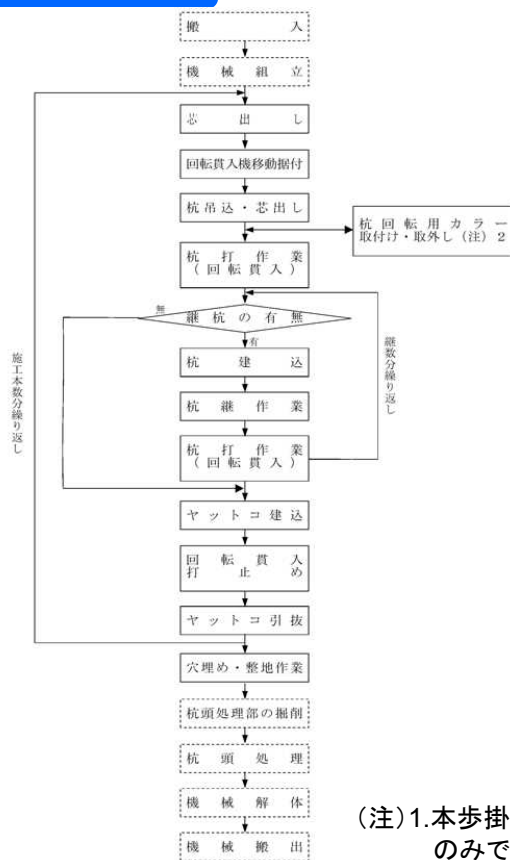 搬入
機械組立
芯出し
回転貫入機移動据付
杭吊込・芯出し
杭回転用カラー
取付け・取外し（注）2
杭打作業
（回転貫入）
継杭の有無
無
有
杭建込
杭継作業
杭打作業
（回転貫入）
継数分繰り返し
施工本数分繰り返し
ヤットコ建込
回転貫入
打止め
ヤットコ引抜
穴埋め・整地作業
杭頭処理部の掘削
杭頭処理
機械解体
機械搬出
（注）1.本歩掛
のみで